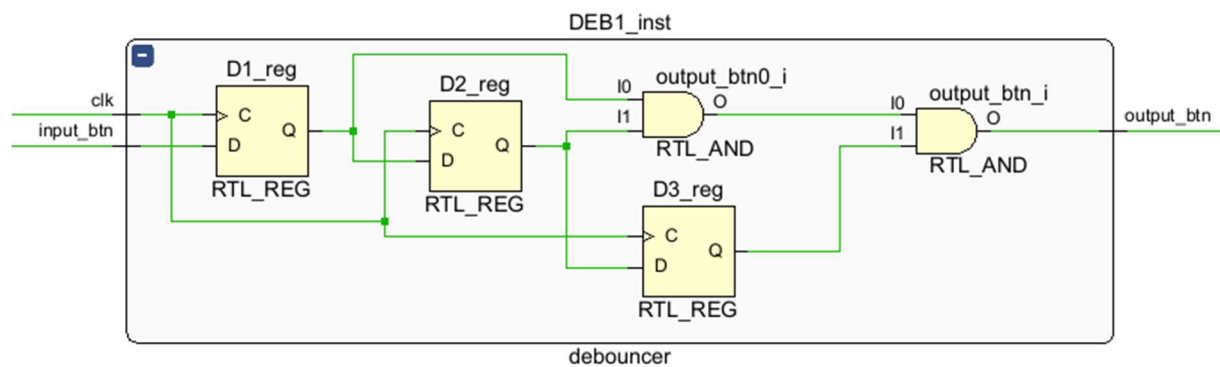 DEB1_inst
clk
input_btn
D1_reg
C
D
Q
RTL_REG
D2_reg
C
D
Q
RTL_REG
output_btn0_i
I0
I1
O
RTL_AND
D3_reg
C
D
Q
RTL_REG
output_btn_i
I0
I1
O
RTL_AND
output_btn
debouncer